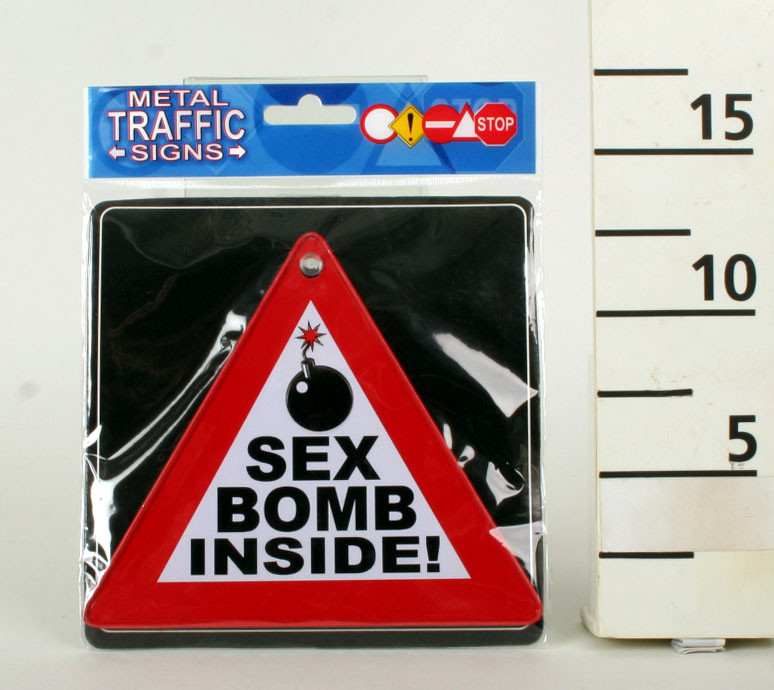 METAL
TRAFFIC
SIGNS
!
STOP
SEX
BOMB
INSIDE!
15
10
5